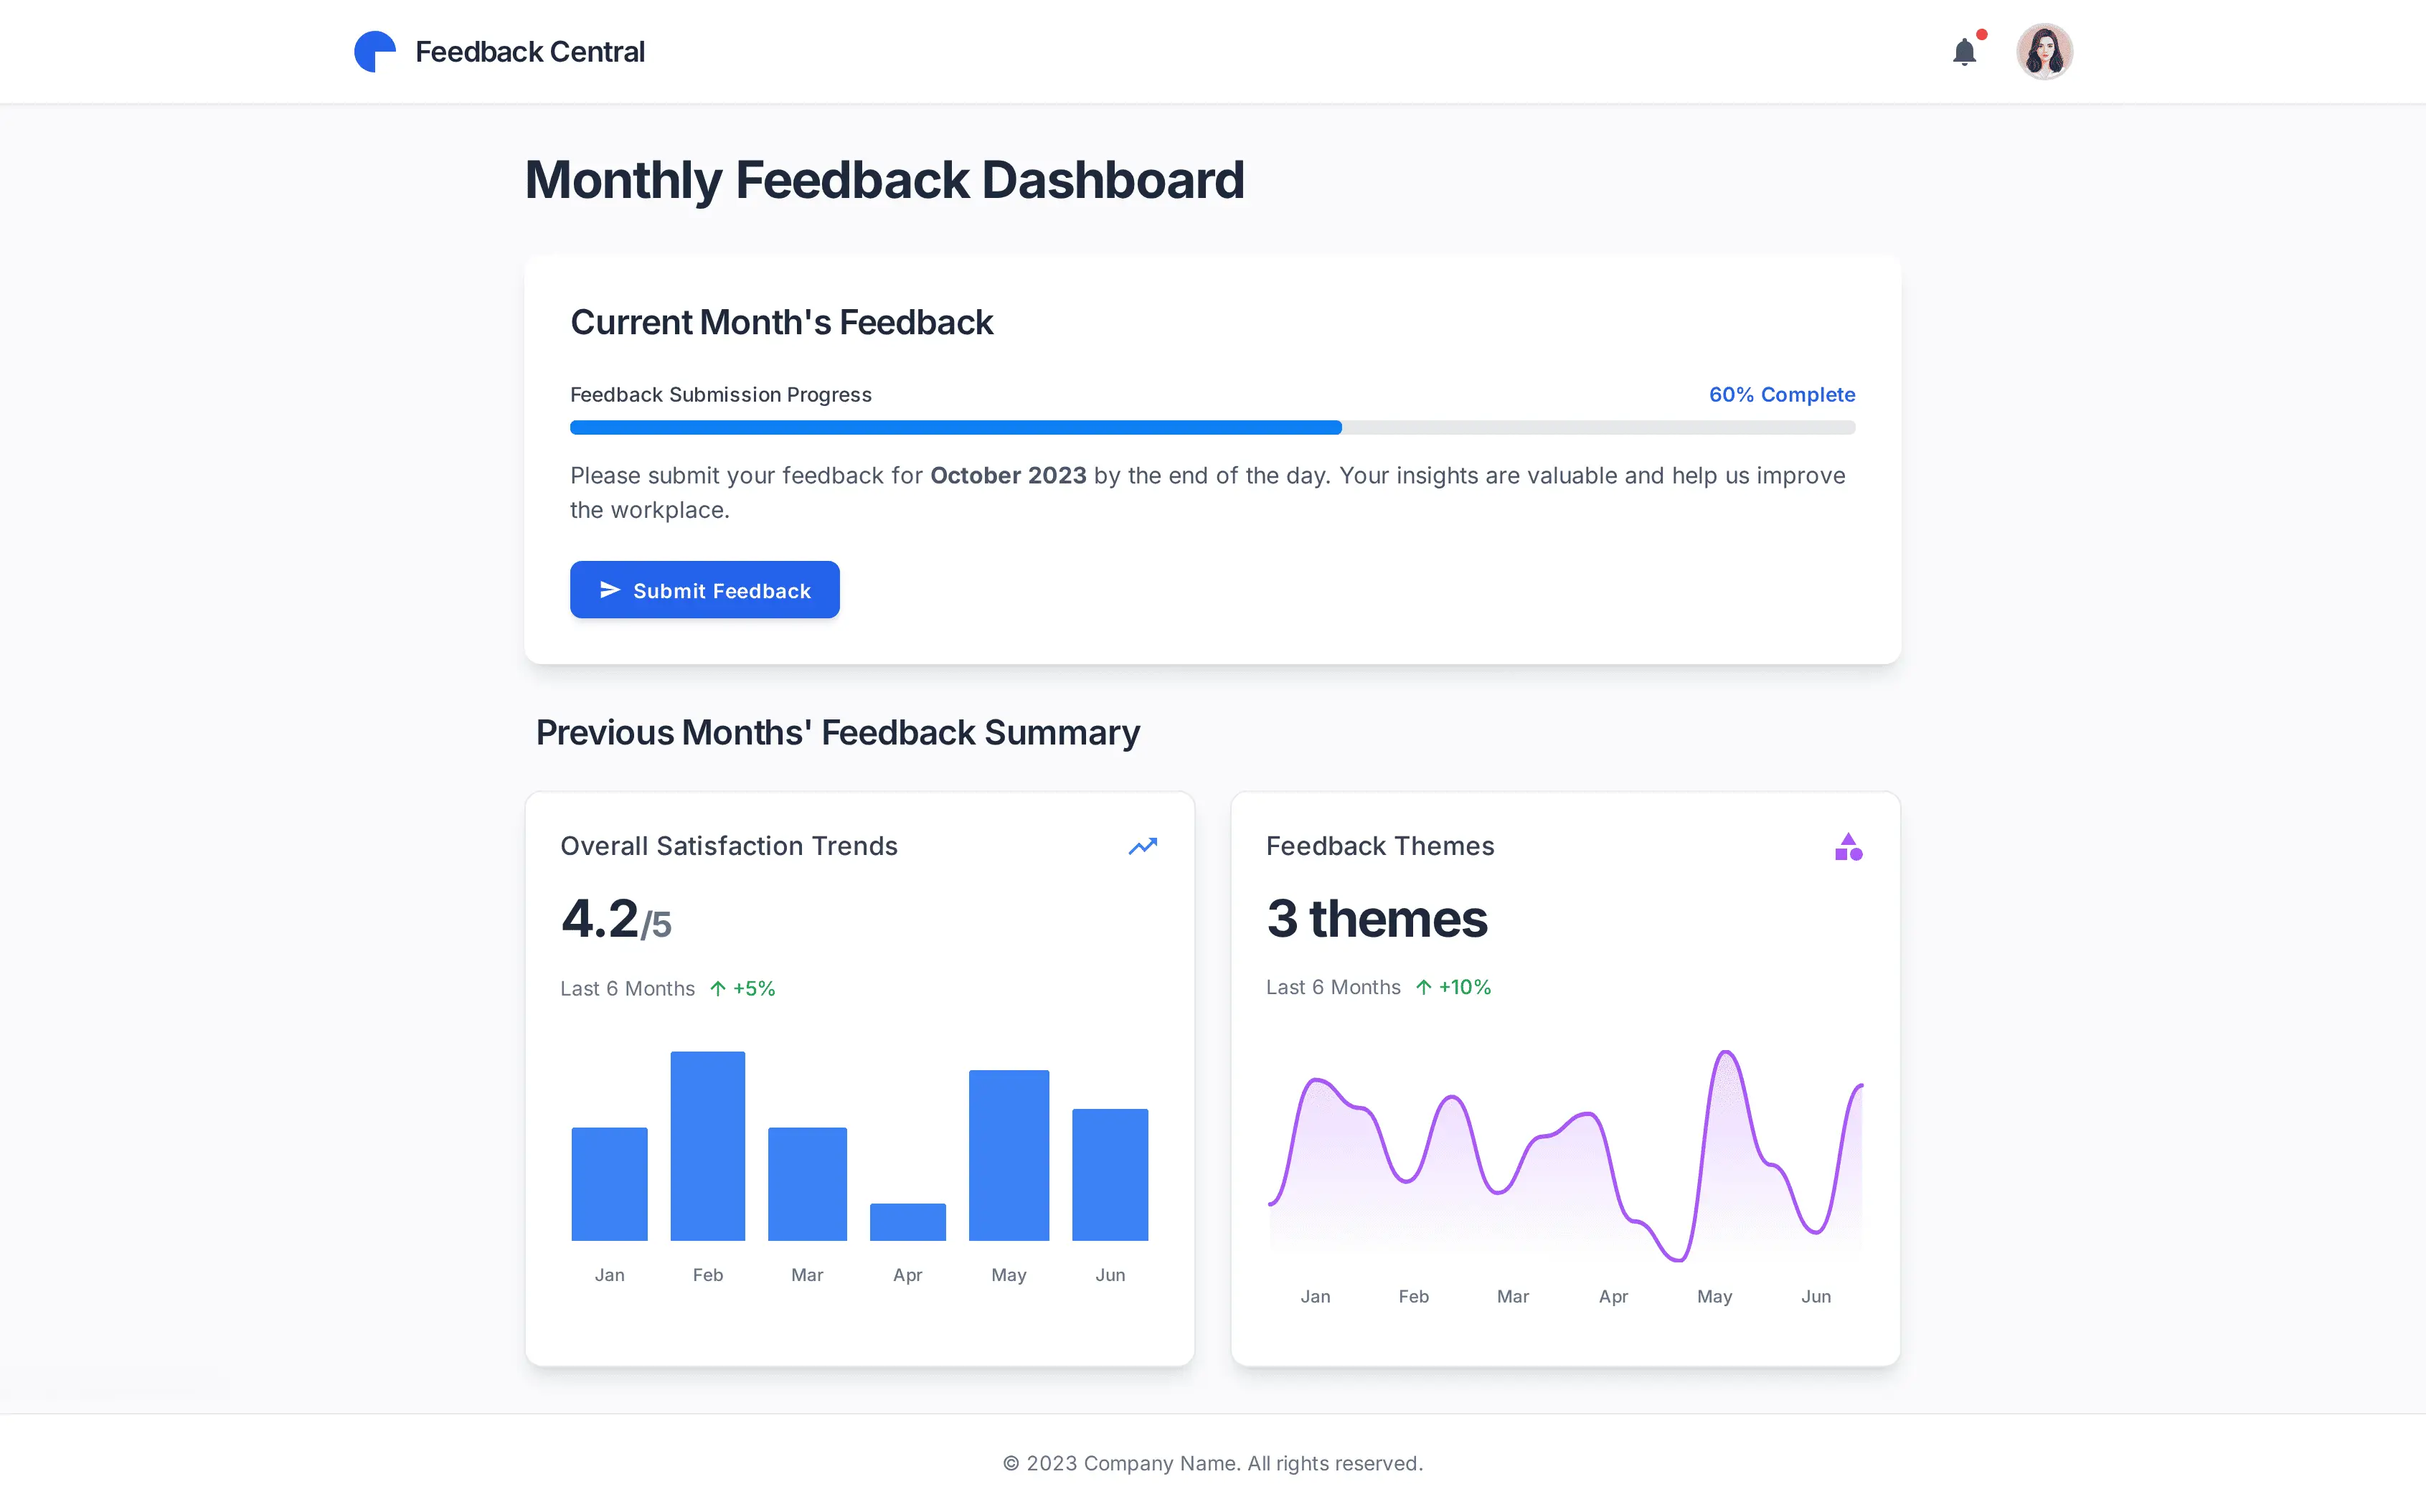 Feedback Central
Monthly Feedback Dashboard
Current Month's Feedback
Feedback Submission Progress
60% Complete
Please submit your feedback for October 2023 by the end of the day. Your insights are valuable and help us improve
the workplace.
Submit Feedback
Previous Months' Feedback Summary
Overall Satisfaction Trends
4.2/5
Last 6 Months +5%
Jan Feb Mar Apr May Jun
Feedback Themes
3 themes
Last 6 Months +10%
Jan Feb Mar Apr May Jun
© 2023 Company Name. All rights reserved.